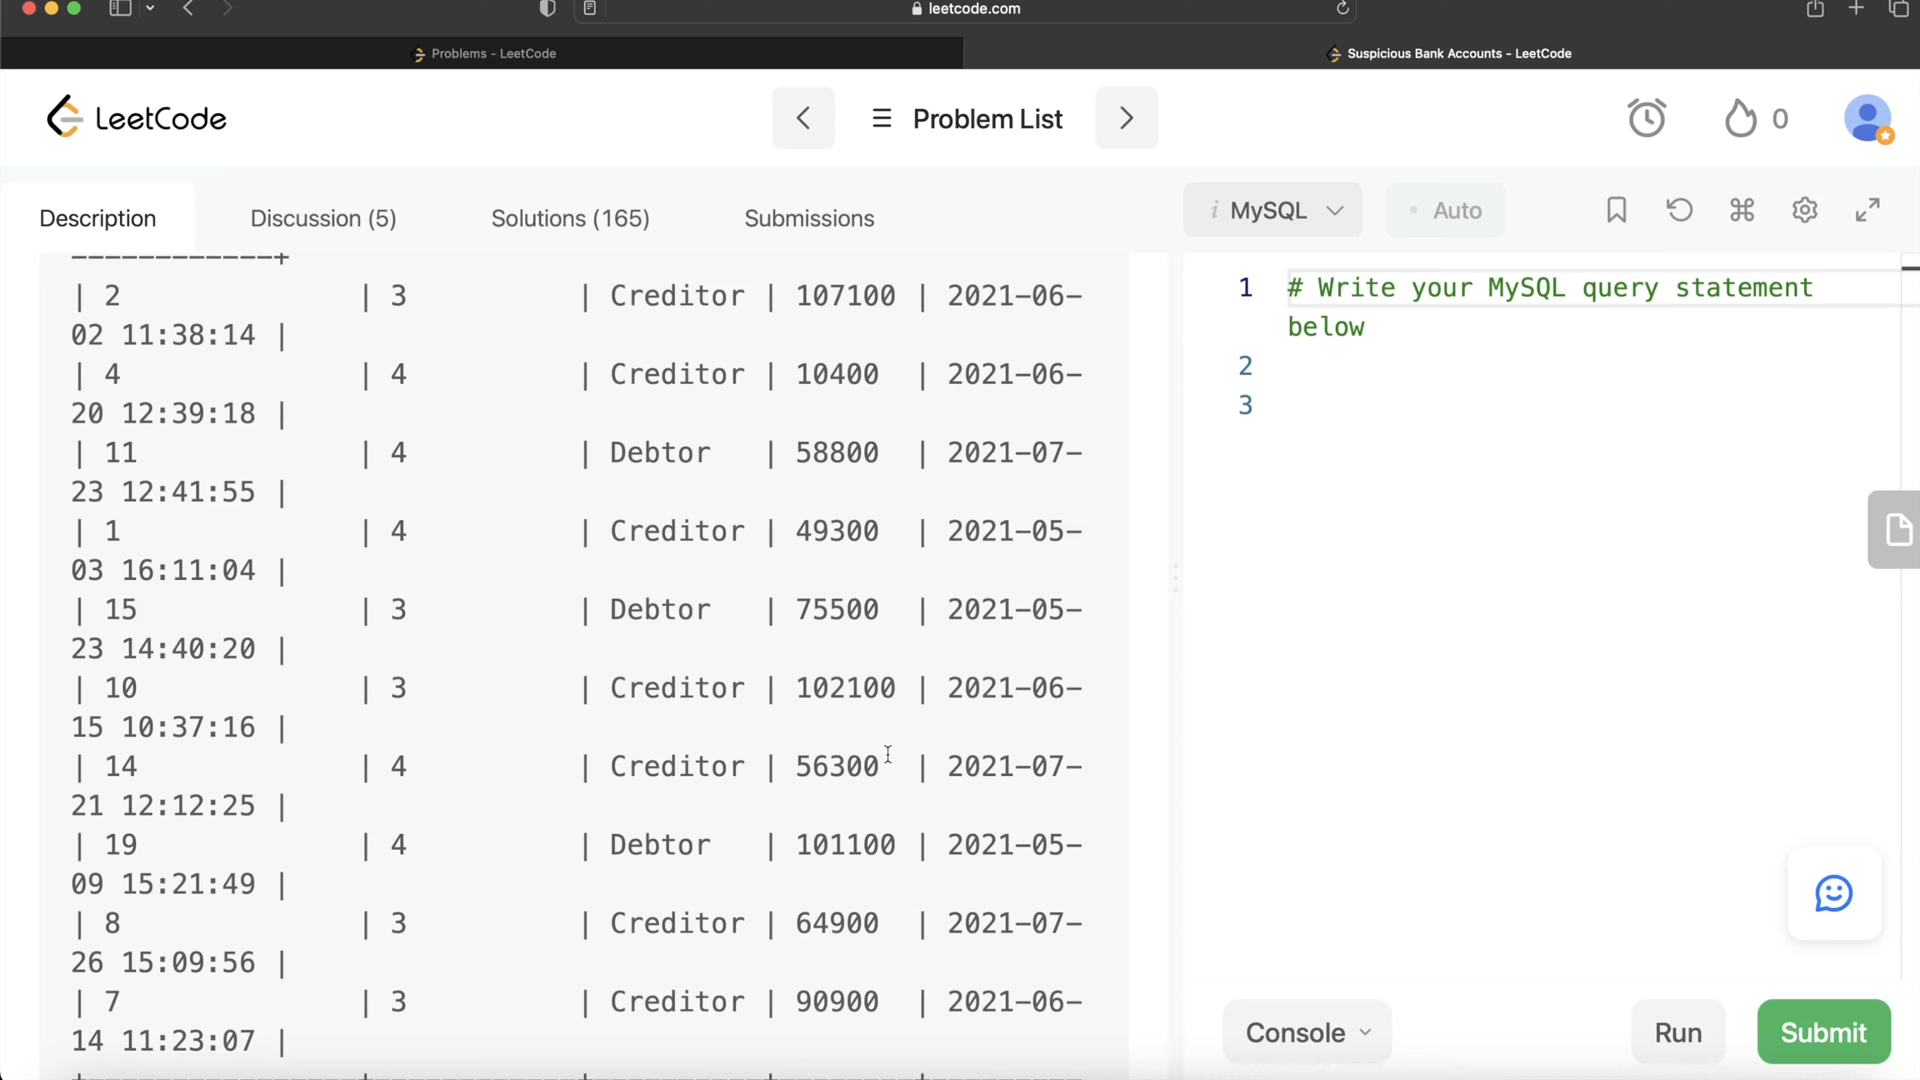 leetcode.com
Problems - LeetCode
Suspicious Bank Accounts - LeetCode
LeetCode
Problem List
0
Description
Discussion (5)
Solutions (165)
Submissions
i MySQL
Auto
------------+
| 2 | 3 | Creditor | 107100 | 2021-06-
02 11:38:14 |
| 4 | 4 | Creditor | 10400 | 2021-06-
20 12:39:18 |
| 11 | 4 | Debtor | 58800 | 2021-07-
23 12:41:55 |
| 1 | 4 | Creditor | 49300 | 2021-05-
03 16:11:04 |
| 15 | 3 | Debtor | 75500 | 2021-05-
23 14:40:20 |
| 10 | 3 | Creditor | 102100 | 2021-06-
15 10:37:16 |
| 14 | 4 | Creditor | 56300 | 2021-07-
21 12:12:25 |
| 19 | 4 | Debtor | 101100 | 2021-05-
09 15:21:49 |
| 8 | 3 | Creditor | 64900 | 2021-07-
26 15:09:56 |
| 7 | 3 | Creditor | 90900 | 2021-06-
14 11:23:07 |
1 # Write your MySQL query statement
below
2
3
Console
Run
Submit